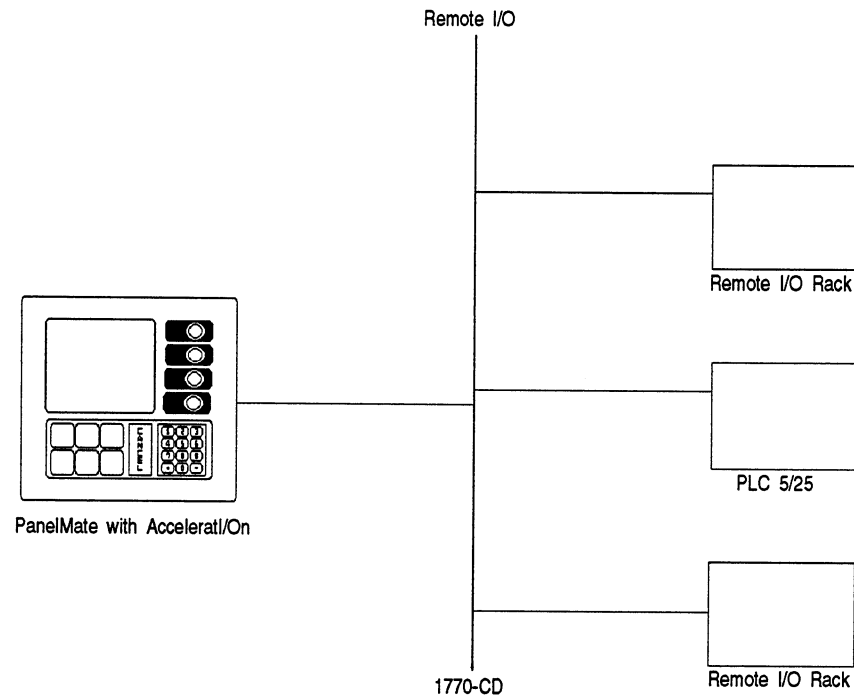 Remote I/O
Remote I/O Rack
PLC 5/25
PanelMate with AcceleratI/On
Remote I/O Rack
1770-CD